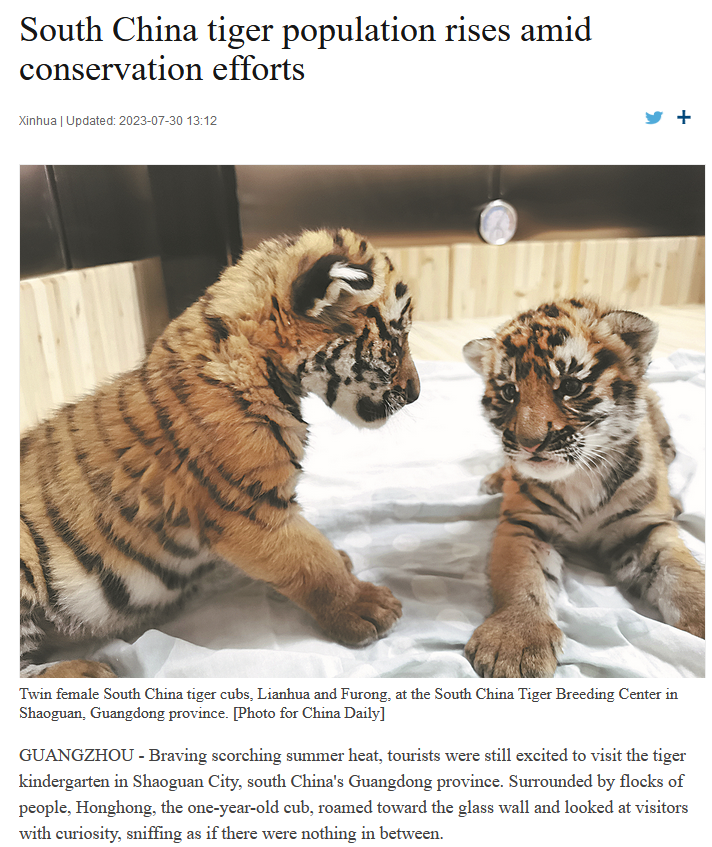 South China tiger population rises amid
conservation efforts
Xinhua | Updated: 2023-07-30 13:12
Twin female South China tiger cubs, Lianhua and Furong, at the South China Tiger Breeding Center in
Shaoguan, Guangdong province. [Photo for China Daily]
GUANGZHOU - Braving scorching summer heat, tourists were still excited to visit the tiger
kindergarten in Shaoguan City, south China's Guangdong province. Surrounded by flocks of
people, Honghong, the one-year-old cub, roamed toward the glass wall and looked at visitors
with curiosity, sniffing as if there were nothing in between.